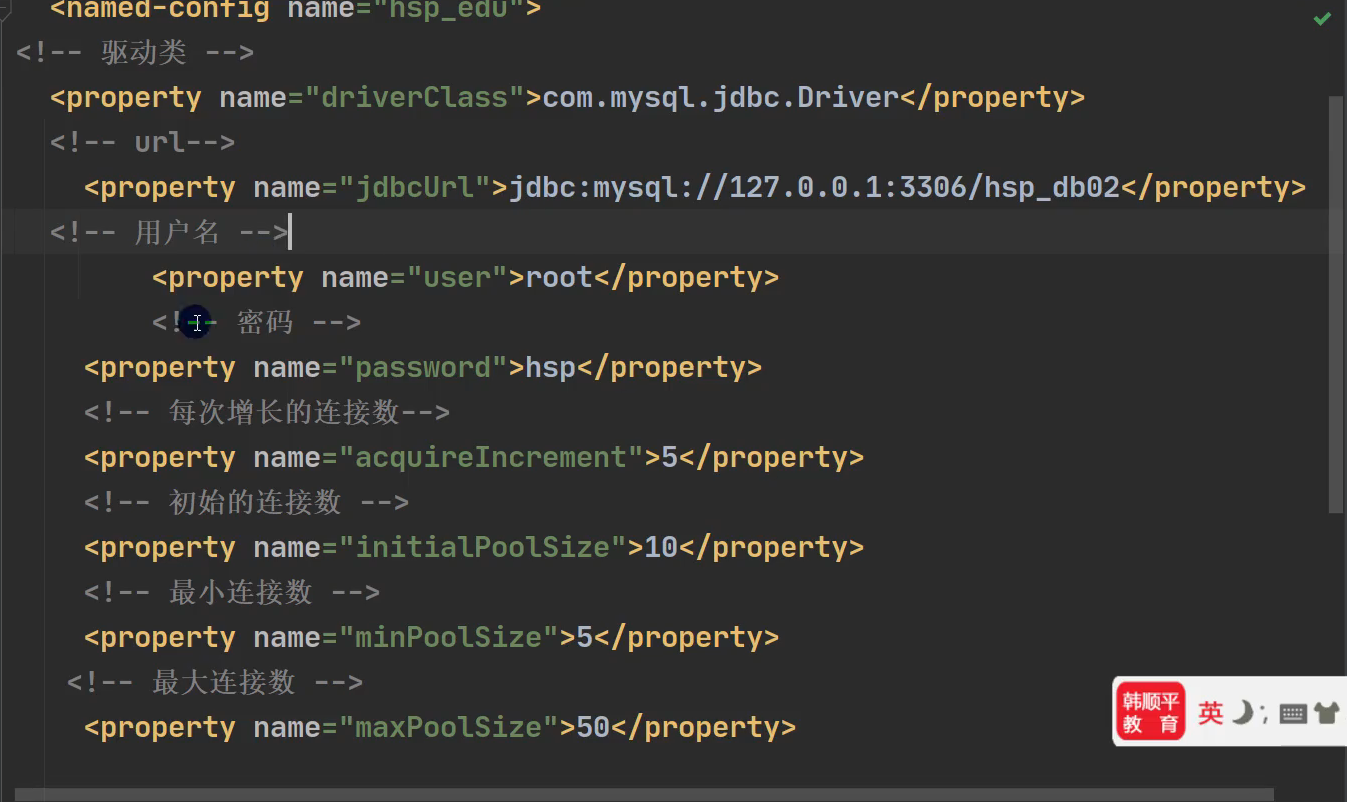 <named-config name="hsp_edu">
<!-- 驱动类 -->
<property name="driverClass">com.mysql.jdbc.Driver</property>
<!-- url-->
<property name="jdbcUrl">jdbc:mysql://127.0.0.1:3306/hsp_db02</property>
<!-- 用户名 -->
<property name="user">root</property>
<!-- 密码 -->
<property name="password">hsp</property>
<!-- 每次增长的连接数-->
<property name="acquireIncrement">5</property>
<!-- 初始的连接数 -->
<property name="initialPoolSize">10</property>
<!-- 最小连接数 -->
<property name="minPoolSize">5</property>
<!-- 最大连接数 -->
<property name="maxPoolSize">50</property>
韩顺平
教 育
英